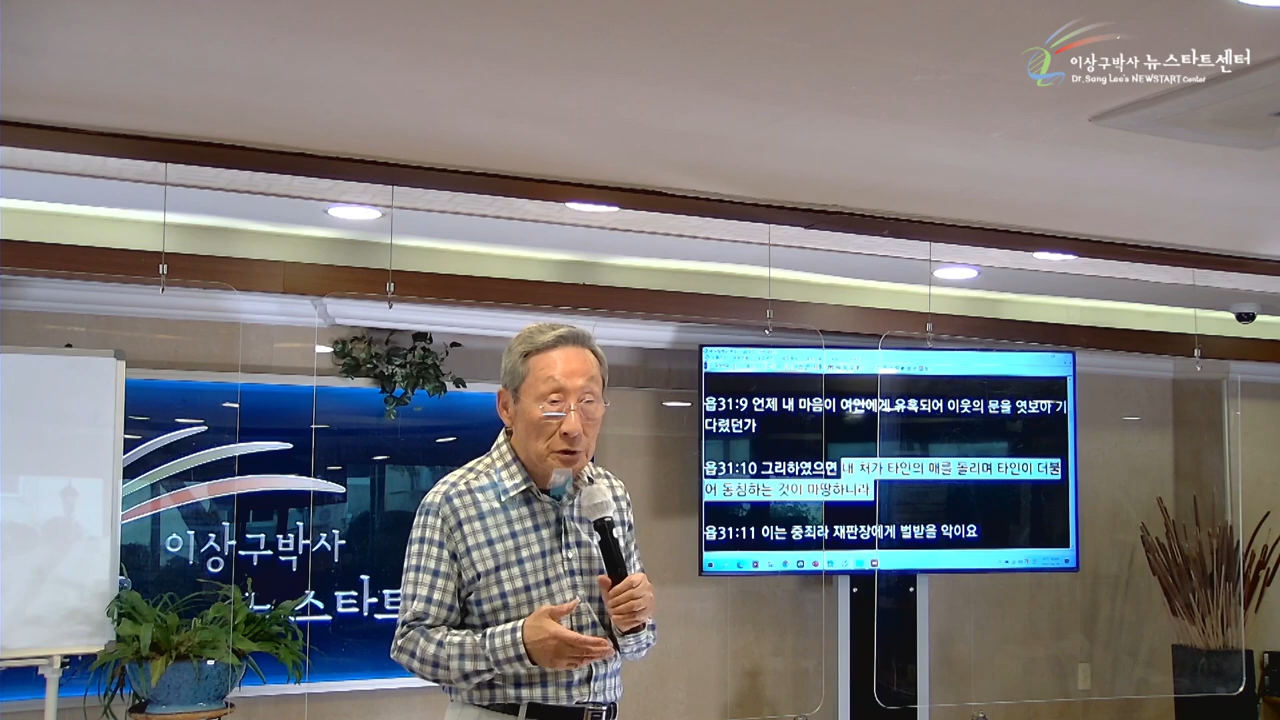 이상구박사 뉴스타트센터
Dr. Sang Lee's NEWSTART Center
욥31:9 언제 내 마음이 여인에게 유혹되어 이웃의 문을 엿보아 기
다렸던가
욥31:10 그리하였으면 내 처가 타인의 매를 돌리며 타인이 더불
어 동침하는 것이 마땅하니라
욥31:11 이는 중죄라 재판장에게 벌받을 악이요
이상구박사
뉴스타트